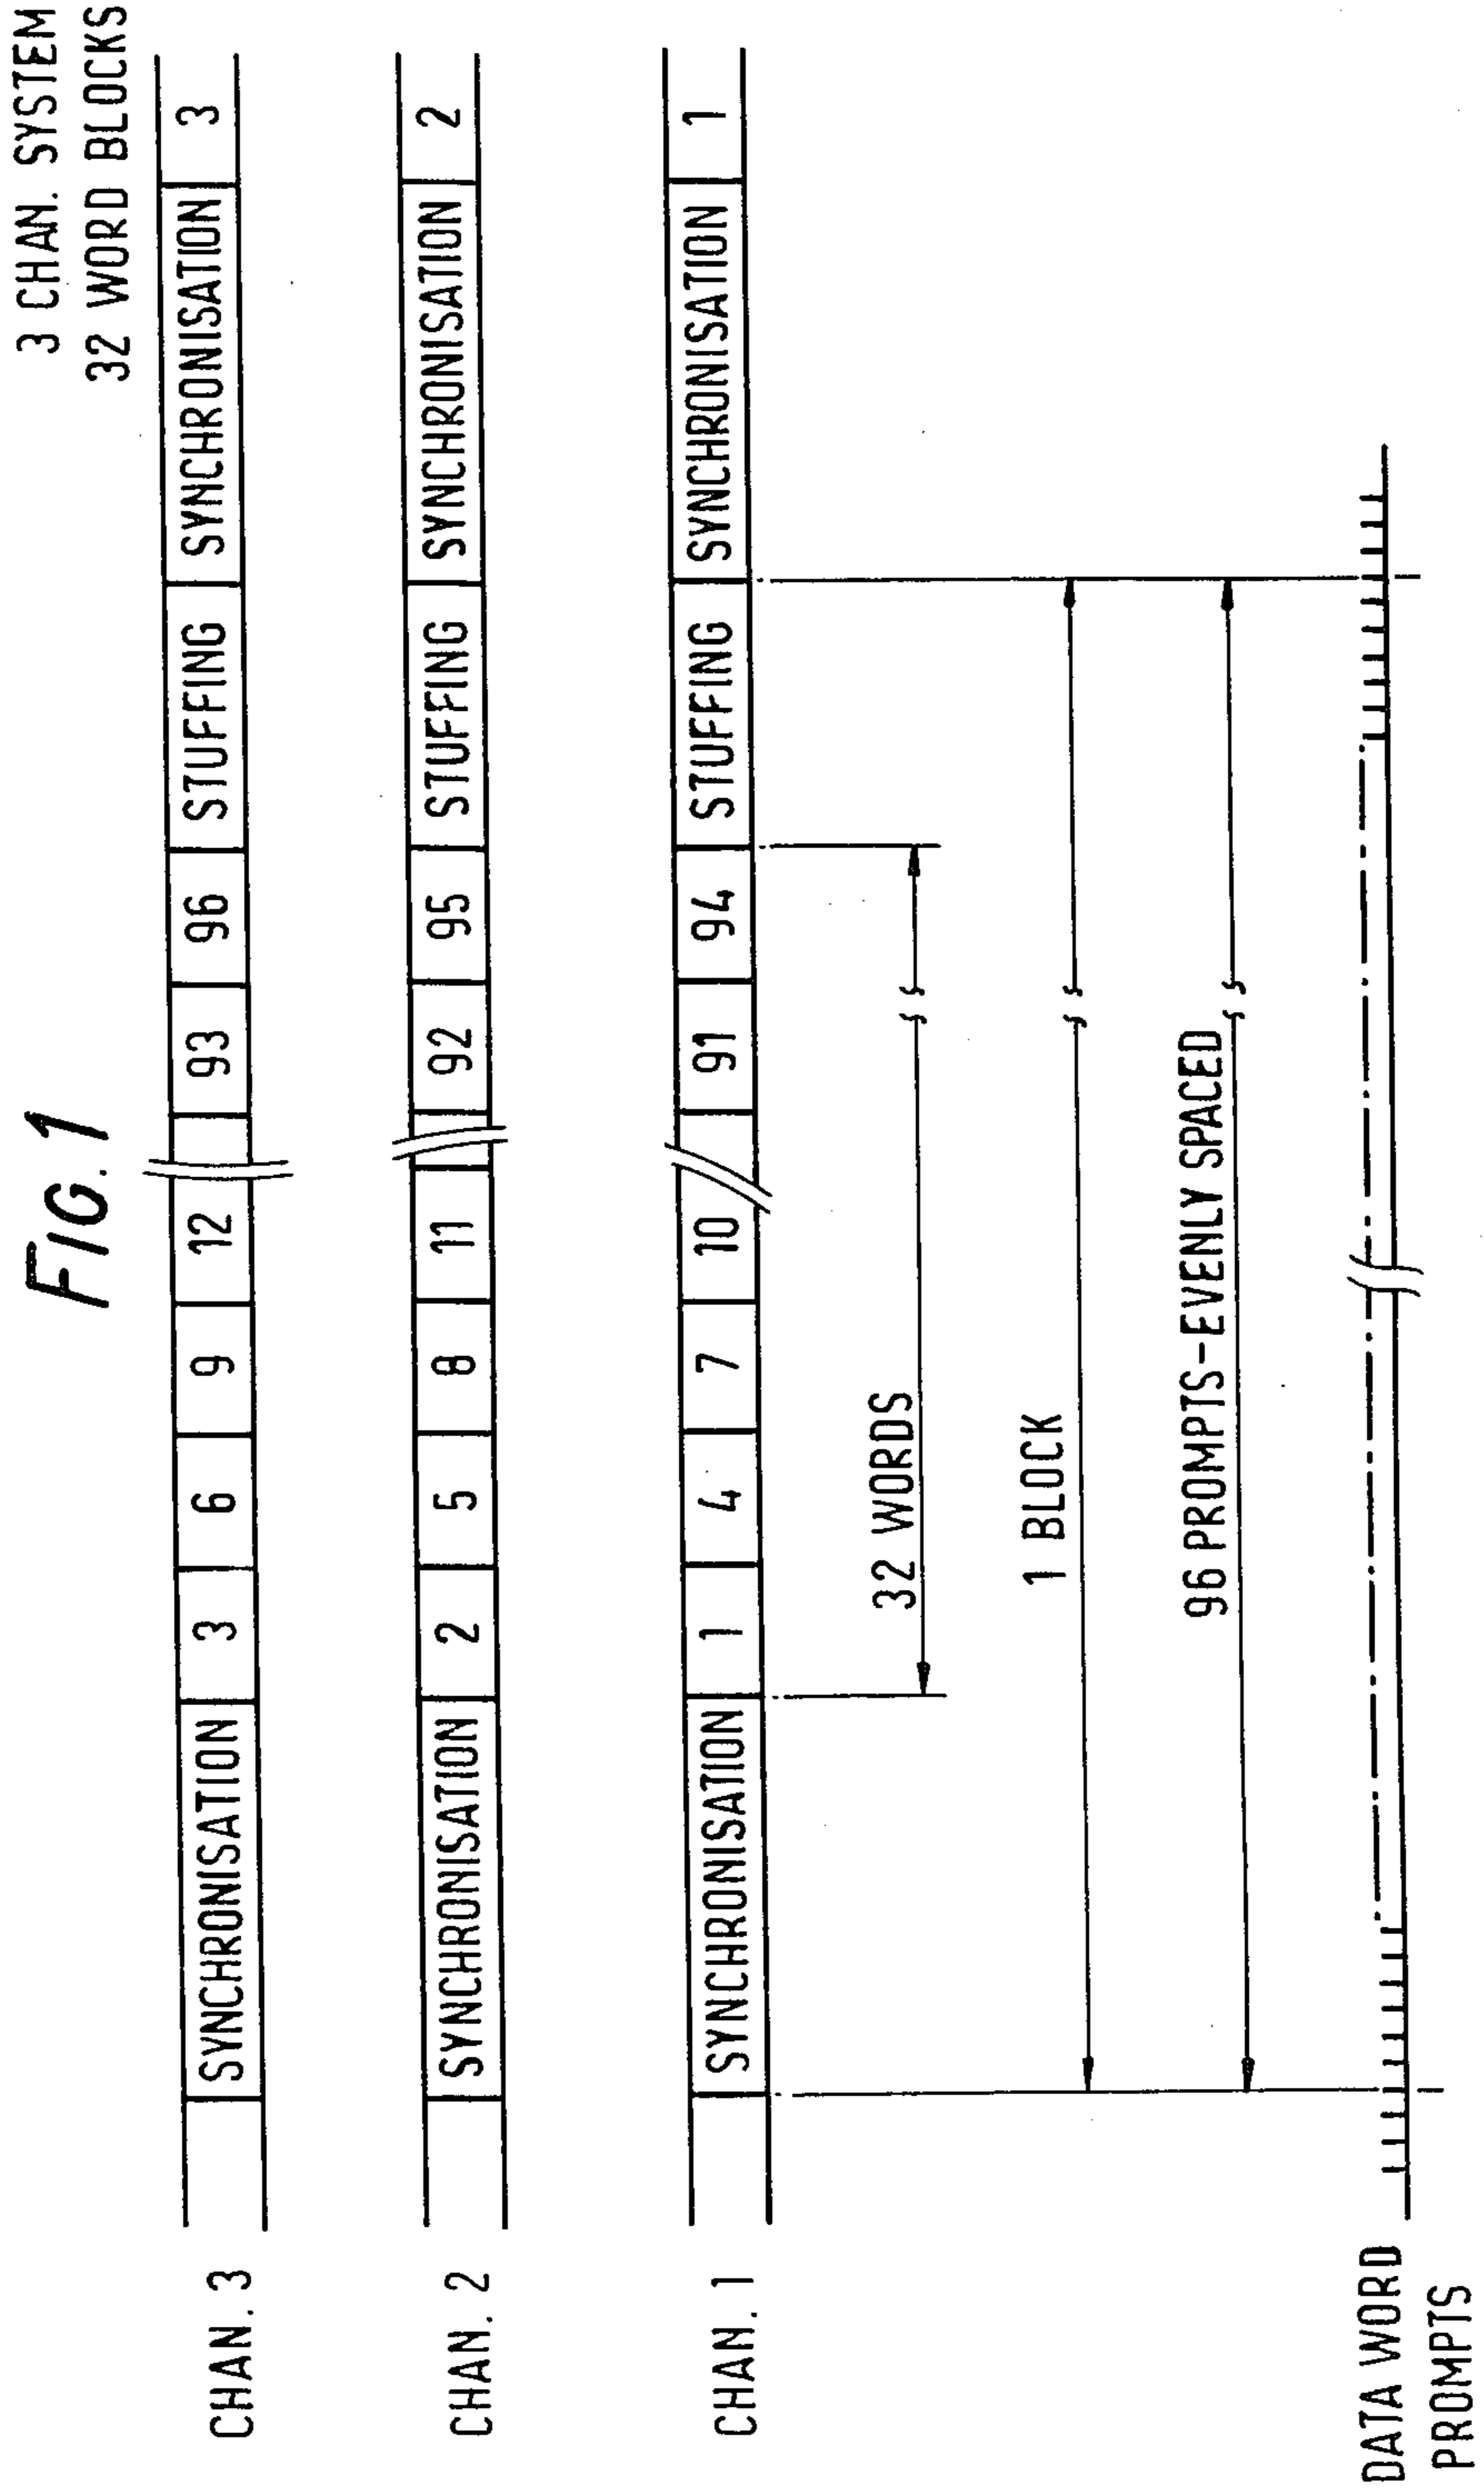 FIG. 1
3 CHAN. SYSTEM
32 WORD BLOCKS
CHAN. 3 SYNCHRONISATION 3 6 9 12 93 96 STUFFING SYNCHRONISATION 3
CHAN. 2 SYNCHRONISATION 2 5 8 11 92 95 STUFFING SYNCHRONISATION 2
CHAN. 1 SYNCHRONISATION 1 4 7 10 91 94 STUFFING SYNCHRONISATION 1
32 WORDS
1 BLOCK
96 PROMPTS-EVENLY SPACED
DATA WORD
PROMPTS